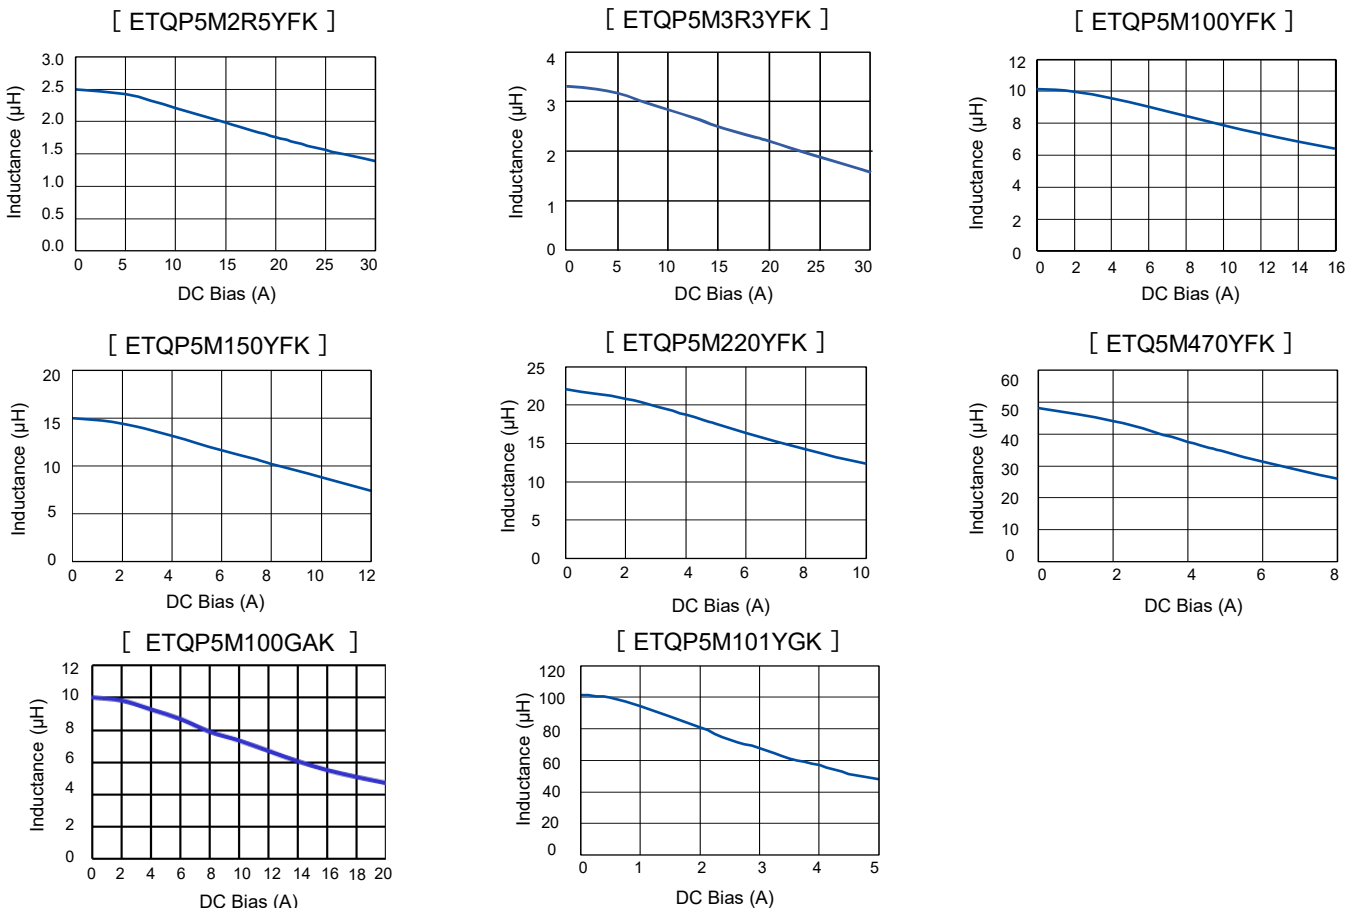 [ ETQP5M2R5YFK ]
3.0
2.5
2.0
1.5
1.0
0.5
0.0
Inductance (µH)
0 5 10 15 20 25 30
DC Bias (A)
[ ETQP5M3R3YFK ]
4
3
2
1
0
Inductance (µH)
0 5 10 15 20 25 30
DC Bias (A)
[ ETQP5M100YFK ]
12
10
8
6
4
2
0
Inductance (µH)
0 2 4 6 8 10 12 14 16
DC Bias (A)
[ ETQP5M150YFK ]
20
15
10
5
0
Inductance (µH)
0 2 4 6 8 10 12
DC Bias (A)
[ ETQP5M220YFK ]
25
20
15
10
5
0
Inductance (µH)
0 2 4 6 8 10
DC Bias (A)
[ ETQ5M470YFK ]
60
50
40
30
20
10
0
Inductance (µH)
0 2 4 6 8
DC Bias (A)
[ ETQP5M100GAK ]
12
10
8
6
4
2
0
Inductance (µH)
0 2 4 6 8 10 12 14 16 18 20
DC Bias (A)
[ ETQP5M101YGK ]
120
100
80
60
40
20
0
Inductance (µH)
0 1 2 3 4 5
DC Bias (A)